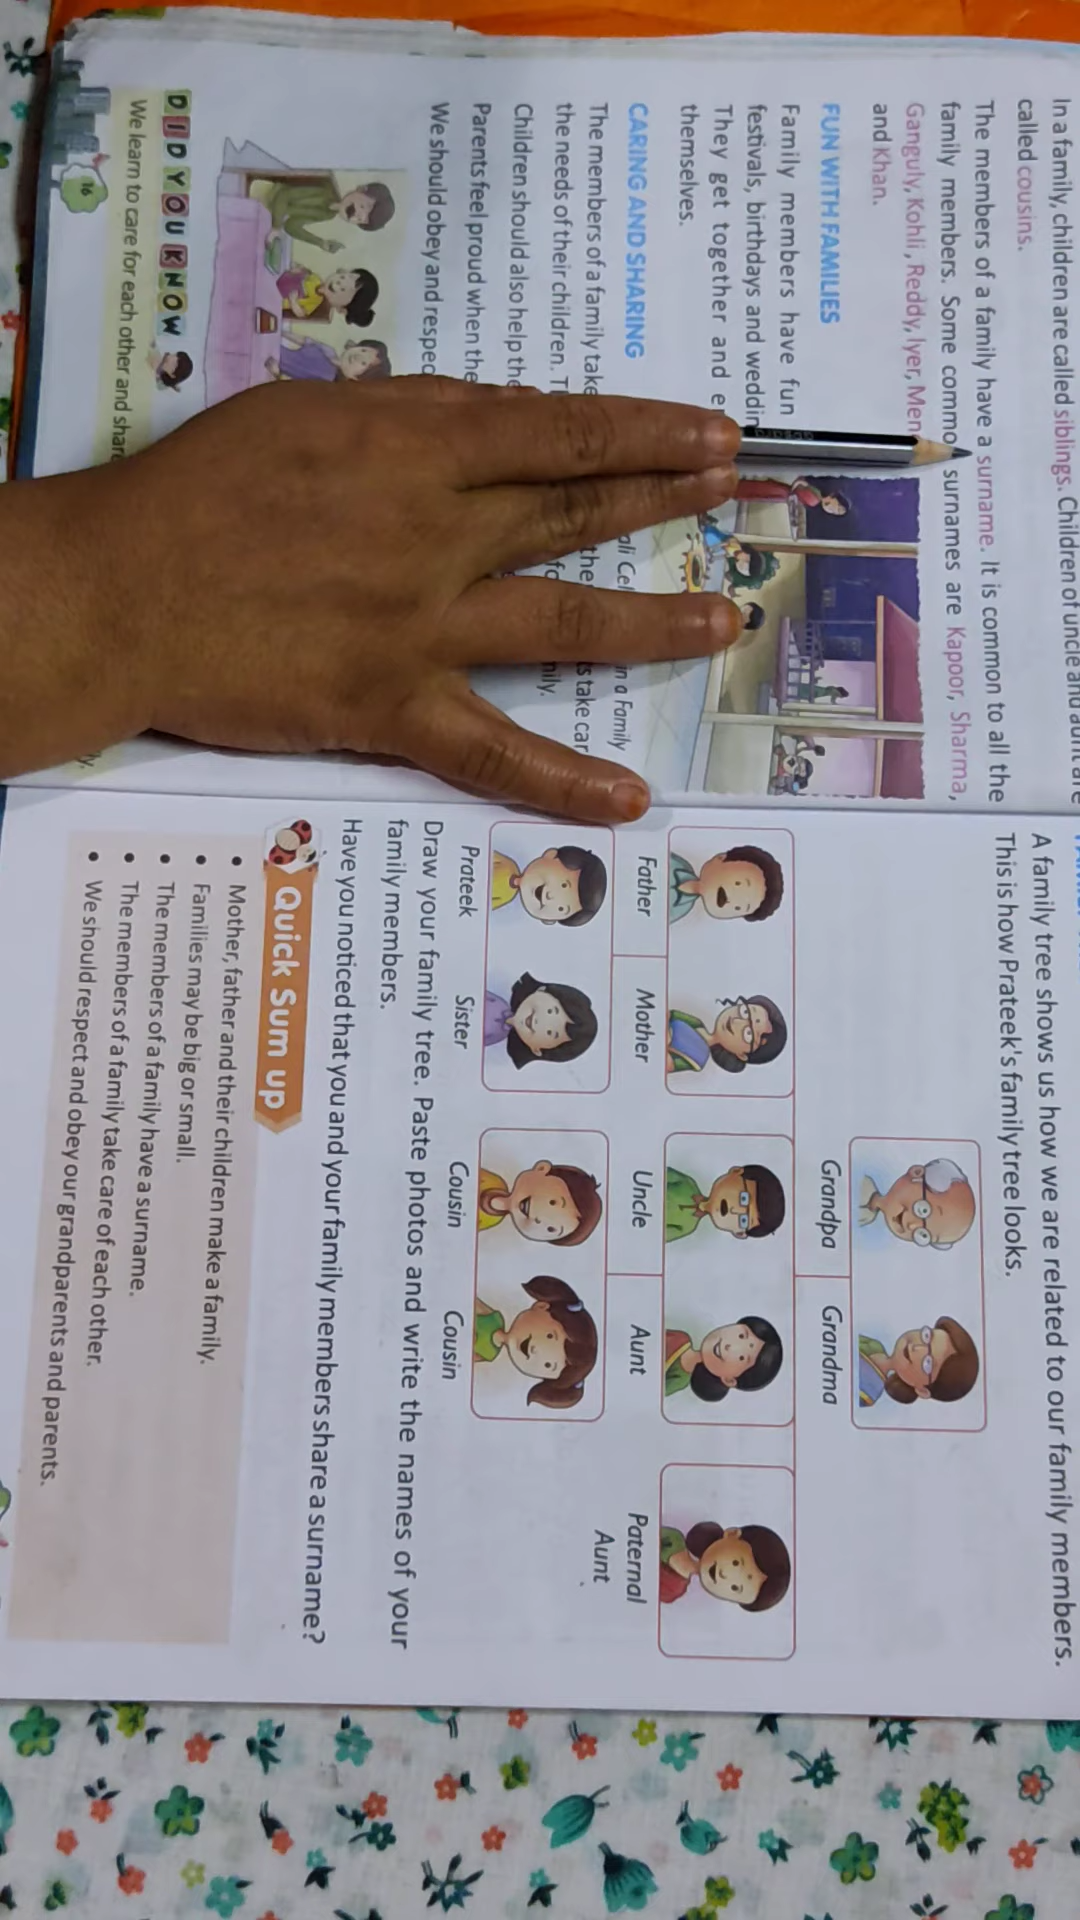 In a family, children are called siblings. Children of uncle and aunt are
called cousins.
The members of a family have a surname. It is common to all the
family members. Some commo surnames are Kapoor, Sharma,
Ganguly, Kohli, Reddy, Iyer, Men
and Khan.
FUN WITH FAMILIES
Family members have fun
festivals, birthdays and weddin
They get together and e
themselves.
in a Family
CARING AND SHARING
The members of a family take the ts take car
the needs of their children. T fo mily.
Children should also help the
Parents feel proud when the
We should obey and respec
DID YOU KNOW
We learn to care for each other and shar ly.
16
A family tree shows us how we are related to our family members.
This is how Prateek's family tree looks.
Grandpa Grandma
Father Mother Uncle Aunt Paternal
Aunt
Prateek Sister Cousin Cousin
Draw your family tree. Paste photos and write the names of your
family members.
Have you noticed that you and your family members share a surname?
Quick Sum up
• Mother, father and their children make a family.
• Families may be big or small.
• The members of a family have a surname.
• The members of a family take care of each other.
• We should respect and obey our grandparents and parents.